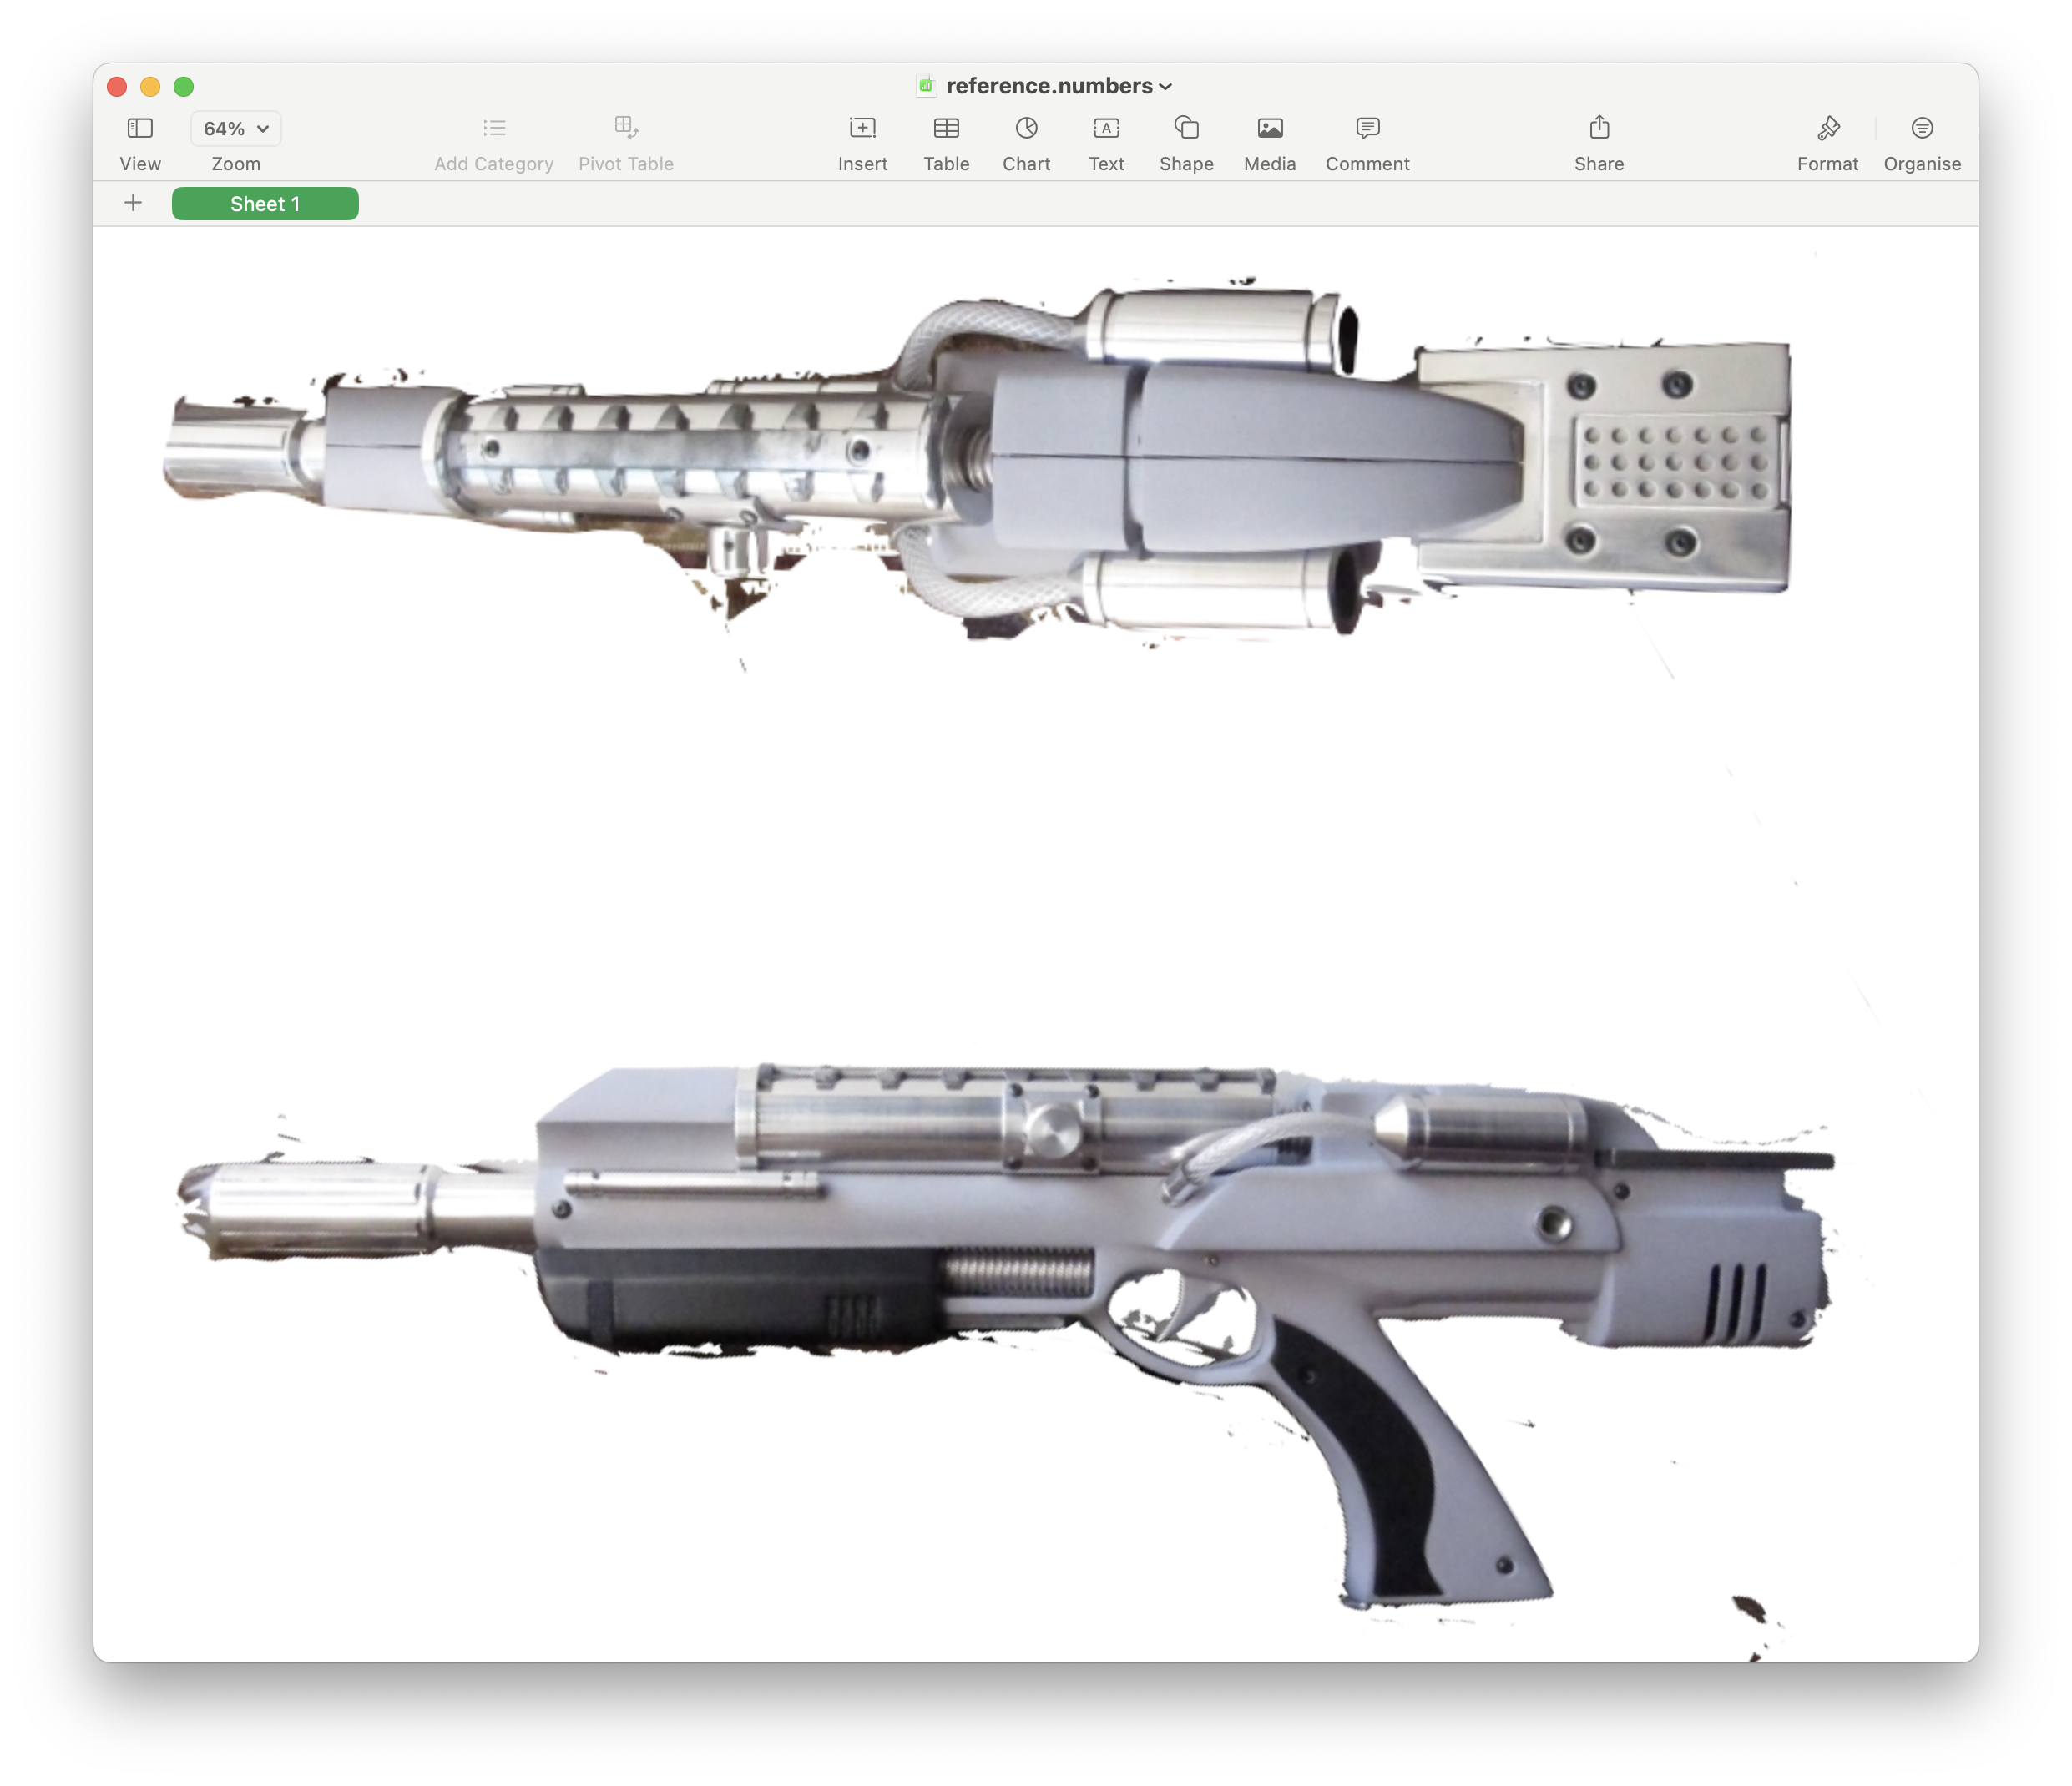 reference.numbers
64%
View
Zoom
Add Category
Pivot Table
Insert
Table
Chart
Text
Shape
Media
Comment
Share
Format
Organise
Sheet 1